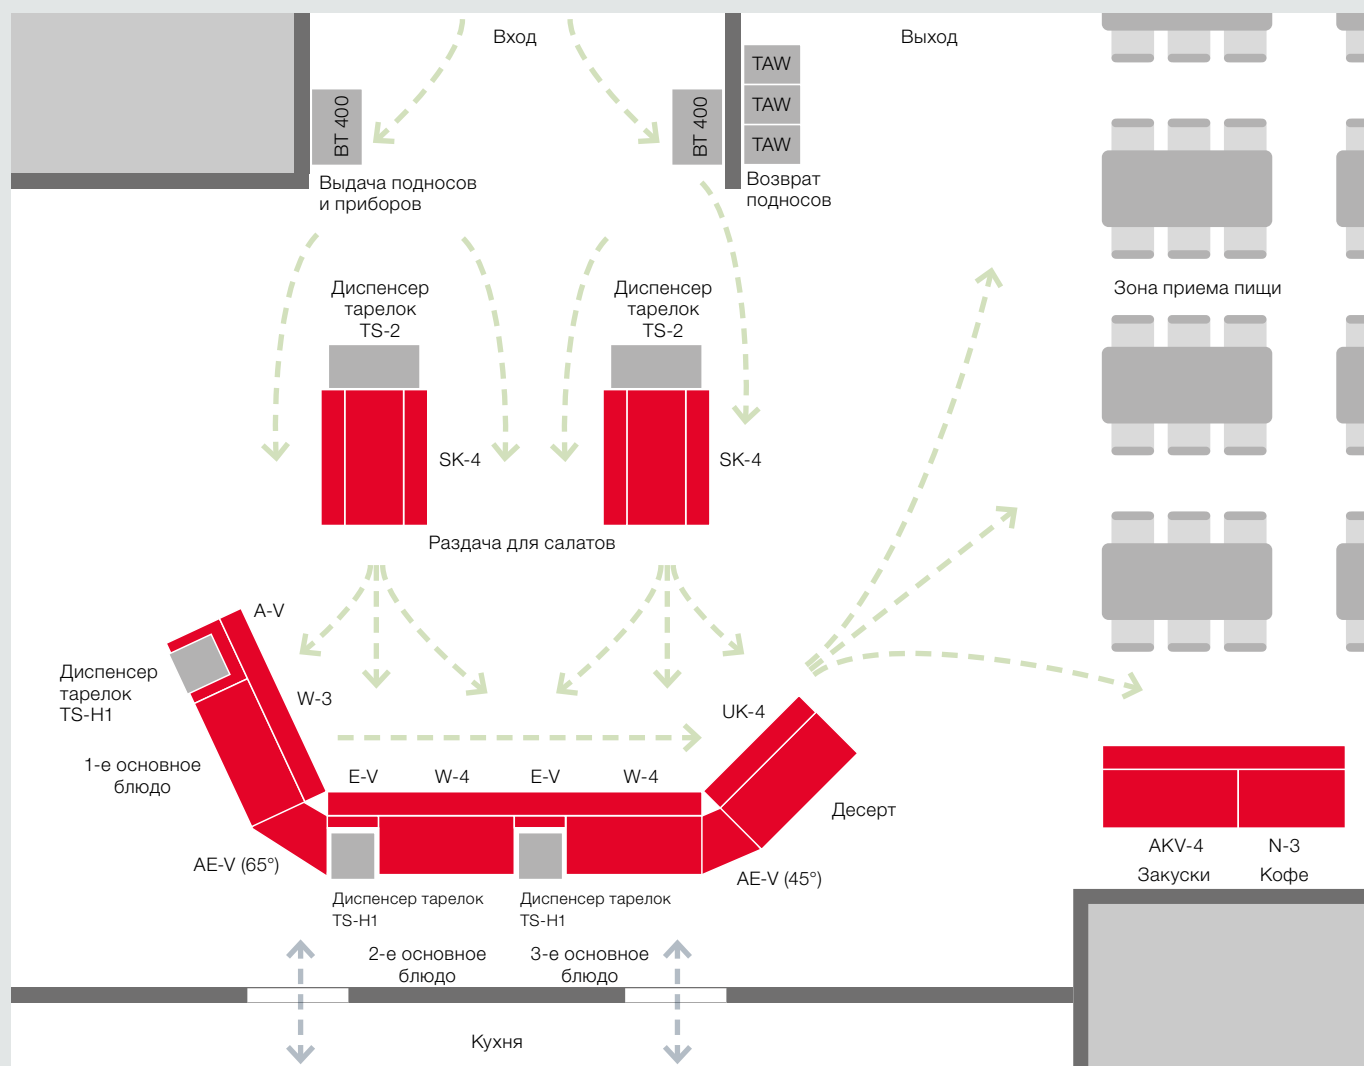 Вход
Выход
BT 400
BT 400
TAW
TAW
TAW
Выдача подносов
и приборов
Возврат
подносов
Диспенсер
тарелок
TS-2
Диспенсер
тарелок
TS-2
Зона приема пищи
SK-4
SK-4
Раздача для салатов
A-V
Диспенсер
тарелок
TS-H1
W-3
UK-4
1-е основное
блюдо
E-V
W-4
E-V
W-4
Десерт
AE-V (65°)
AE-V (45°)
AKV-4
N-3
Закуски
Кофе
Диспенсер тарелок
TS-H1
Диспенсер тарелок
TS-H1
2-е основное
блюдо
3-е основное
блюдо
Кухня